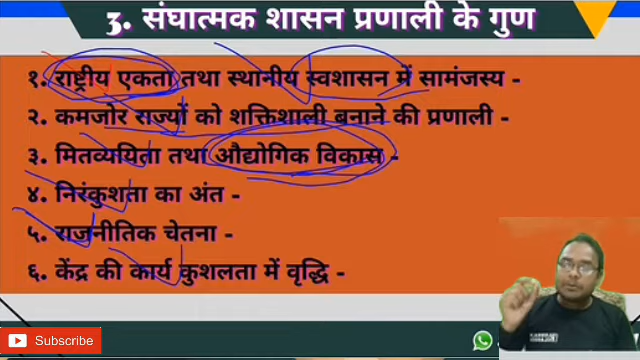 3. संघात्मक शासन प्रणाली के गुण
१. राष्ट्रीय एकता तथा स्थानीय स्वशासन में सामंजस्य -
२. कमजोर राज्यों को शक्तिशाली बनाने की प्रणाली -
३. मितव्ययिता तथा औद्योगिक विकास -
४. निरंकुशता का अंत -
५. राजनीतिक चेतना -
६. केंद्र की कार्य कुशलता में वृद्धि -
Subscribe